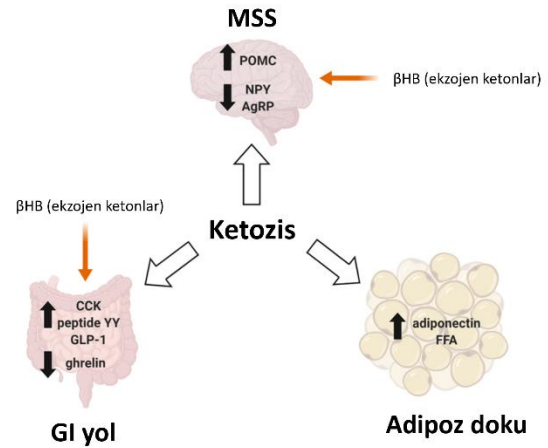 MSS
POMC
NPY
AgRP
βHB (ekzojen ketonlar)
βHB (ekzojen ketonlar)
Ketozis
CCK
peptide YY
GLP-1
ghrelin
adiponectin
FFA
GI yol
Adipoz doku